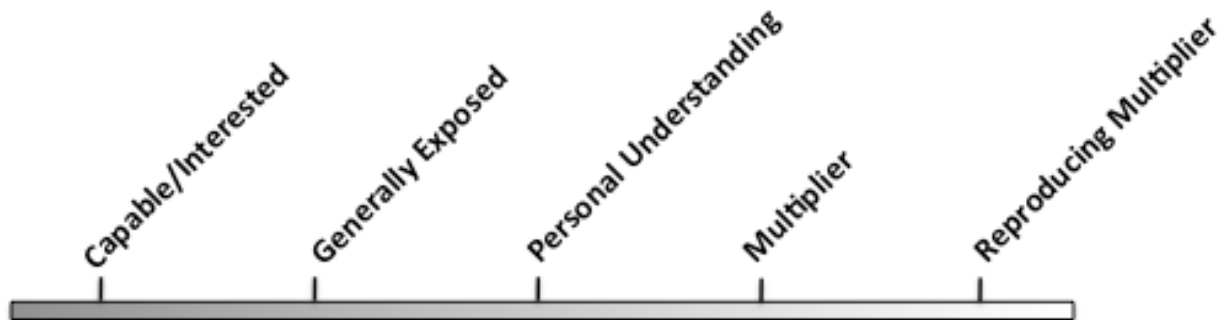 Capable/Interested
Generally Exposed
Personal Understanding
Multiplier
Reproducing Multiplier